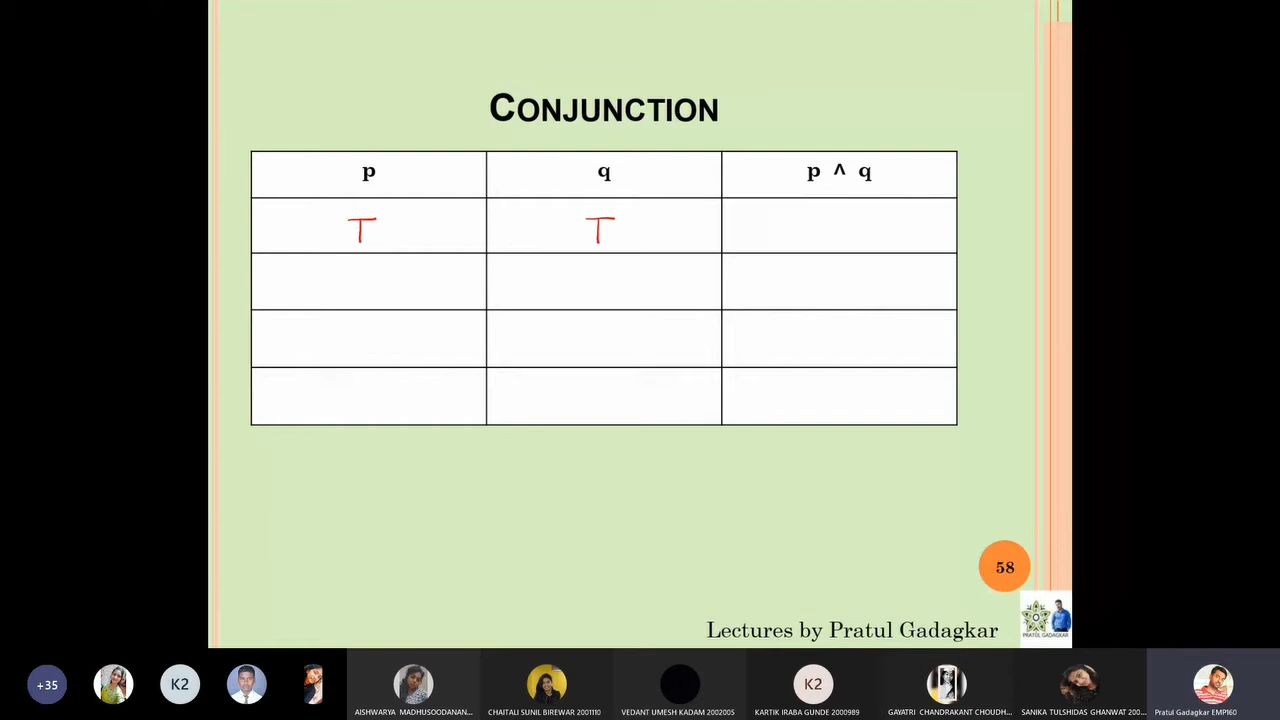 CONJUNCTION
p q p ^ q
T T
58
Lectures by Pratul Gadagkar
PRATUL GADAGKAR
+35 K2 K2
AISHWARYA MADHUSOODANAN... CHAITALI SUNIL BIREWAR 2001110 VEDANT UMESH KADAM 2002005 KARTIK IRABA GUNDE 2000989 GAYATRI CHANDRAKANT CHOUDH... SANIKA TULSHIDAS GHANWAT 200... Pratul Gadagkar EMP160